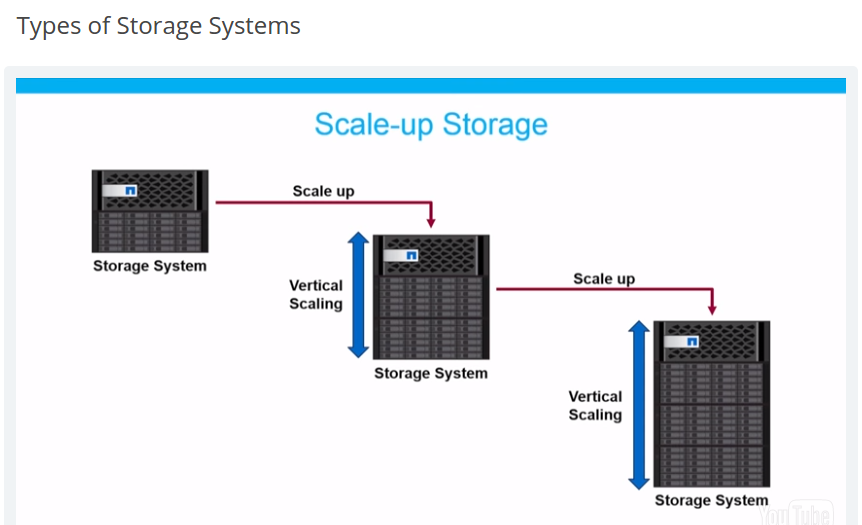 Types of Storage Systems
Scale-up Storage
Scale up
Storage System
Vertical
Scaling
Scale up
Storage System
Vertical
Scaling
Storage System
YouTube